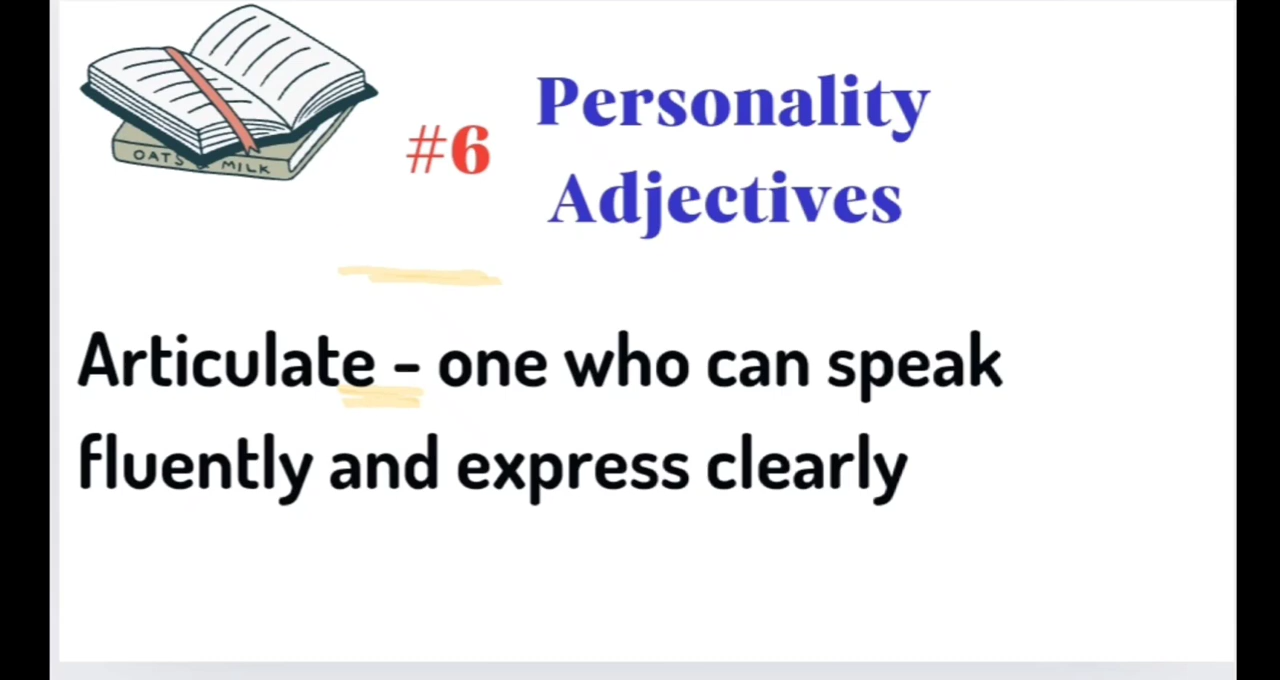 OATS & MILK
#6
Personality
Adjectives
Articulate - one who can speak
fluently and express clearly